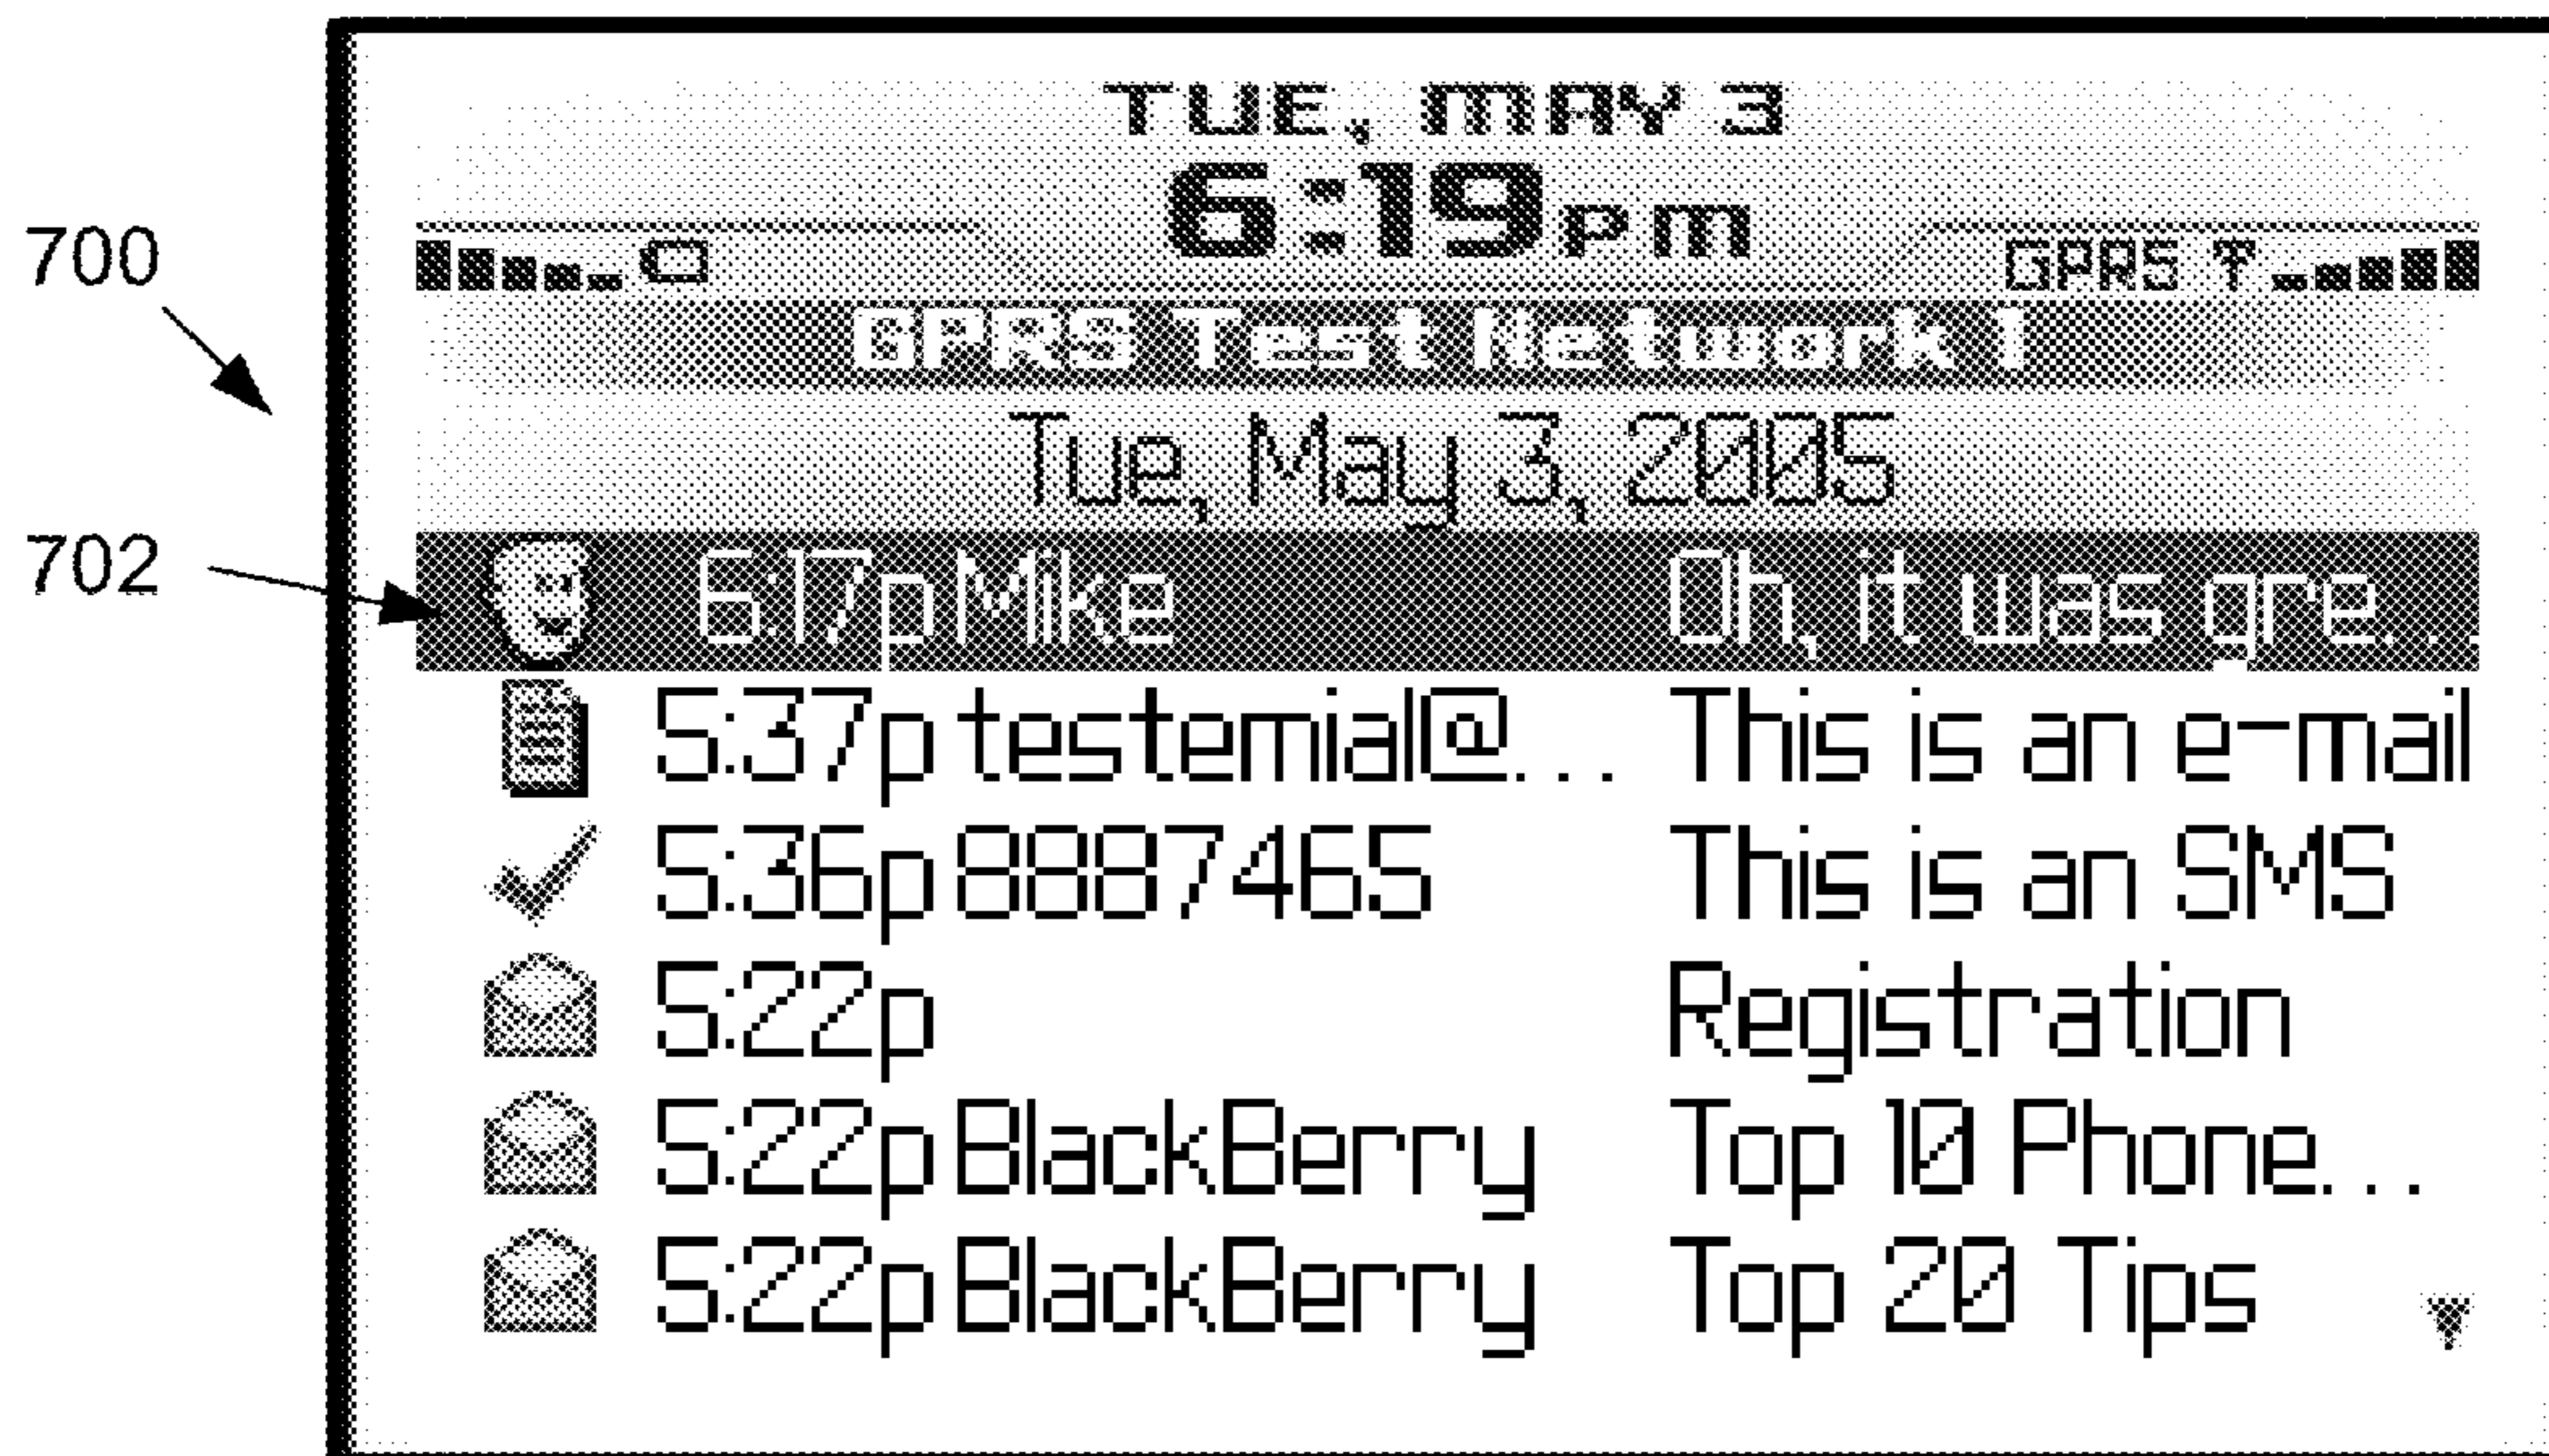 TUE, MAY 3
6:19pm
700
GPRS
GPRS Test Network 1
Tue, May 3, 2005
702
6:17p Mike Oh, it was gre...
5:37p testemial@... This is an e-mail
5:36p 8887465 This is an SMS
5:22p Registration
5:22p BlackBerry Top 10 Phone...
5:22p BlackBerry Top 20 Tips